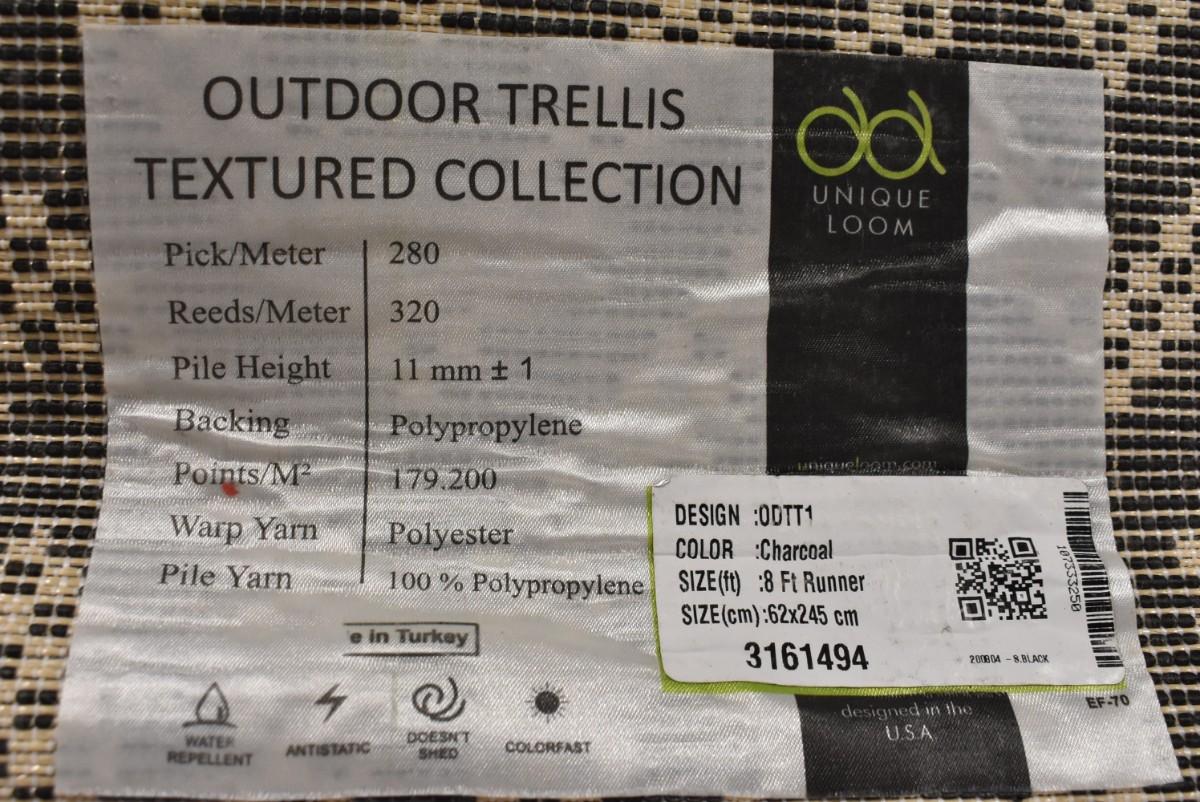 OUTDOOR TRELLIS
TEXTURED COLLECTION
Pick/Meter 280
Reeds/Meter 320
Pile Height 11 mm ± 1
Backing Polypropylene
Points/M² 179.200
Warp Yarn Polyester
Pile Yarn 100 % Polypropylene
e in Turkey
WATER
REPELLENT
ANTISTATIC
DOESN'T
SHED
COLORFAST
UNIQUE
LOOM
uniqueloom.com
DESIGN :ODTT1
COLOR :Charcoal
SIZE(ft) :8 Ft Runner
SIZE(cm):62x245 cm
3161494
107333250
200804 - 8.BLACK
designed in the
U.S.A
EF-70